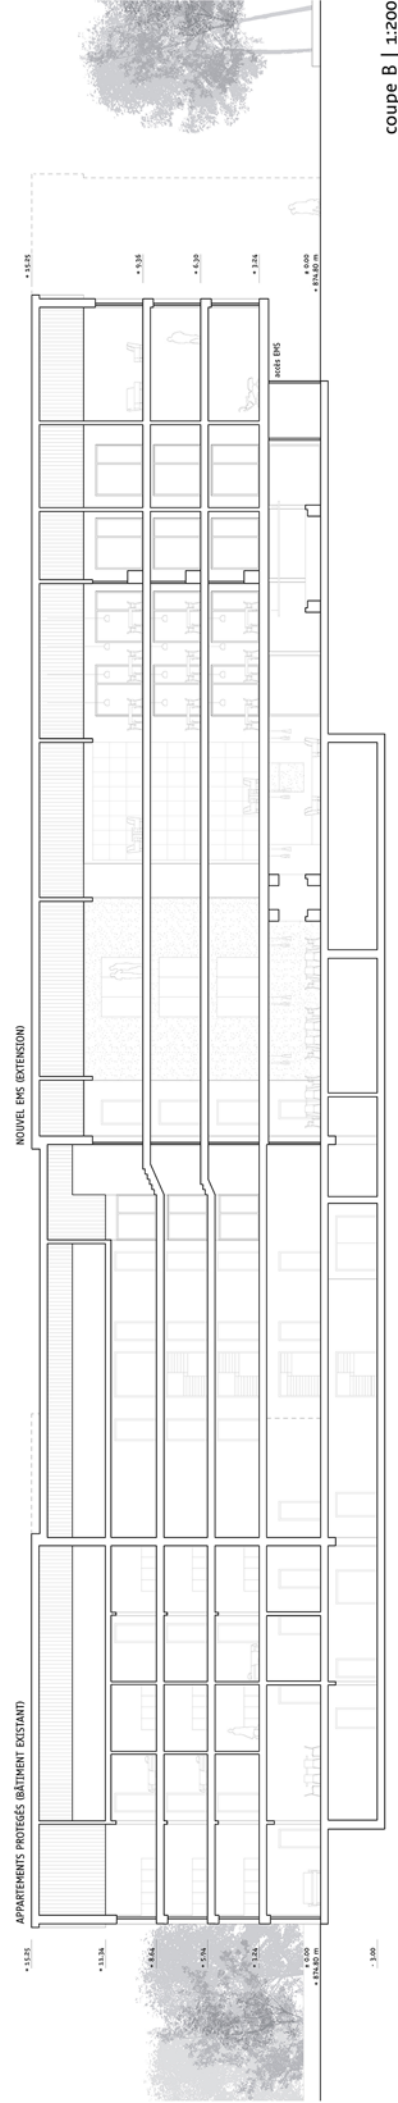 APPARTEMENTS PROTEGÉS (BÂTIMENT EXISTANT)
NOUVEL EMS (EXTENSION)
+ 15.25
+ 11.34
+ 8.64
+ 5.94
+ 3.24
± 0.00
+ 874.80 m
- 3.00
+ 15.25
+ 9.36
+ 6.30
+ 3.24
± 0.00
+ 874.80 m
accès EMS
coupe B | 1:200